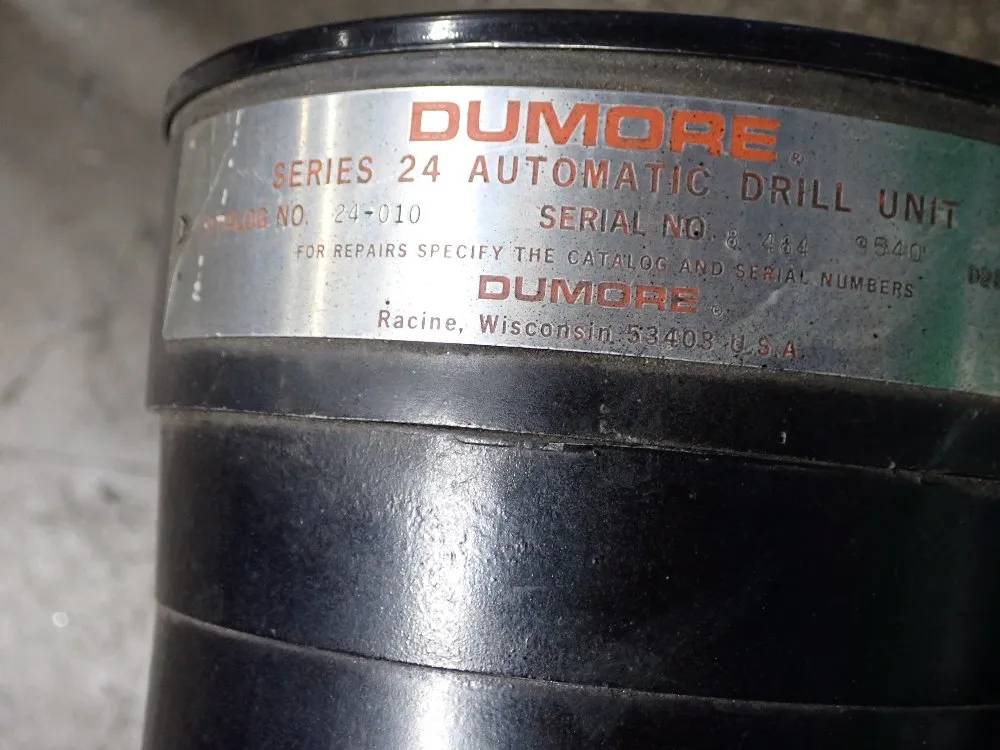 DUMORE®
SERIES 24 AUTOMATIC DRILL UNIT
CATALOG NO. 24-010 SERIAL NO.
FOR REPAIRS SPECIFY THE CATALOG AND SERIAL NUMBERS
DUMORE®
Racine, Wisconsin 53403 U.S.A.